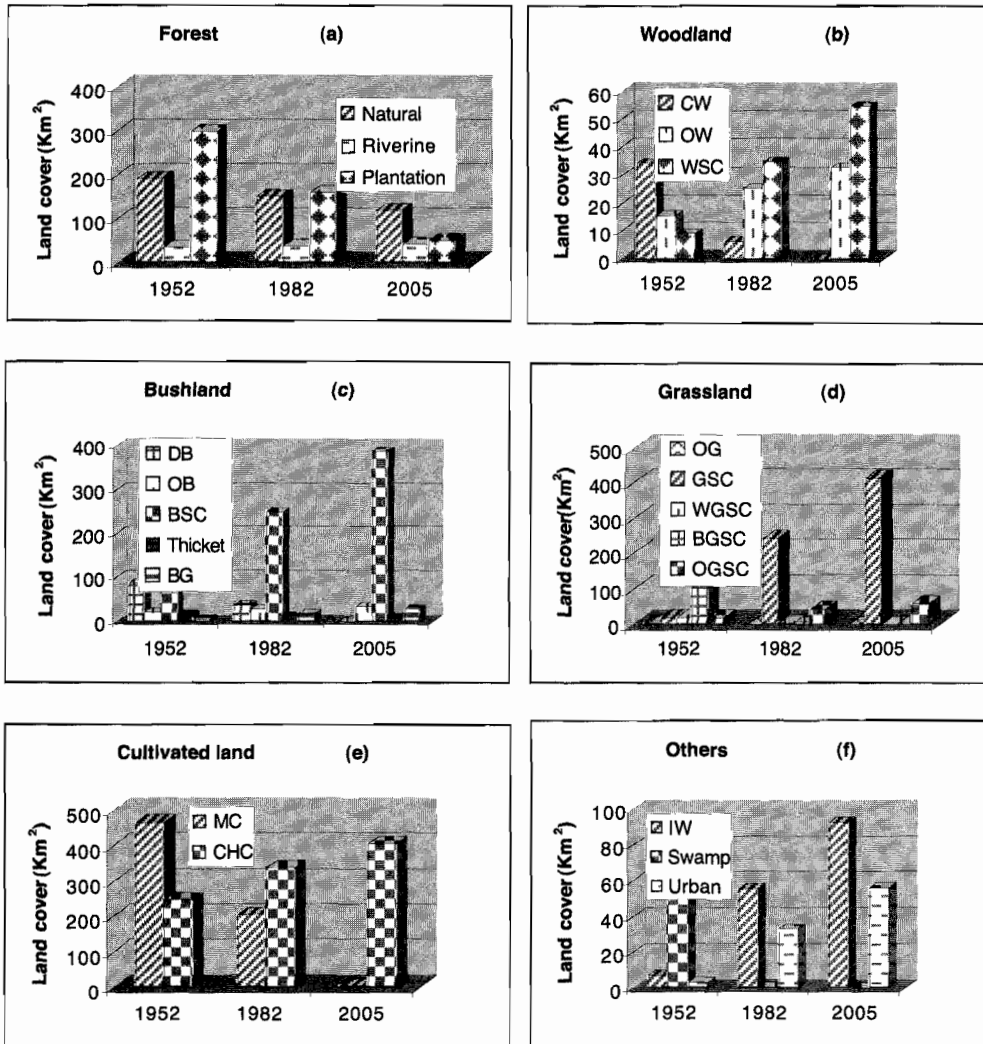 Forest (a)
Land cover (Km²)
400
300
200
100
0
Natural
Riverine
Plantation
1952 1982 2005
Woodland (b)
Land cover (Km²)
60
50
40
30
20
10
0
CW
OW
WSC
1952 1982 2005
Bushland (c)
Land cover (Km²)
400
300
200
100
0
DB
OB
BSC
Thicket
BG
1952 1982 2005
Grassland (d)
Land cover(Km²)
500
400
300
200
100
0
OG
GSC
WGSC
BGSC
OGSC
1952 1982 2005
Cultivated land (e)
Land cover (Km²)
500
400
300
200
100
0
MC
CHC
1952 1982 2005
Others (f)
Land cover (Km²)
100
80
60
40
20
0
IW
Swamp
Urban
1952 1982 2005